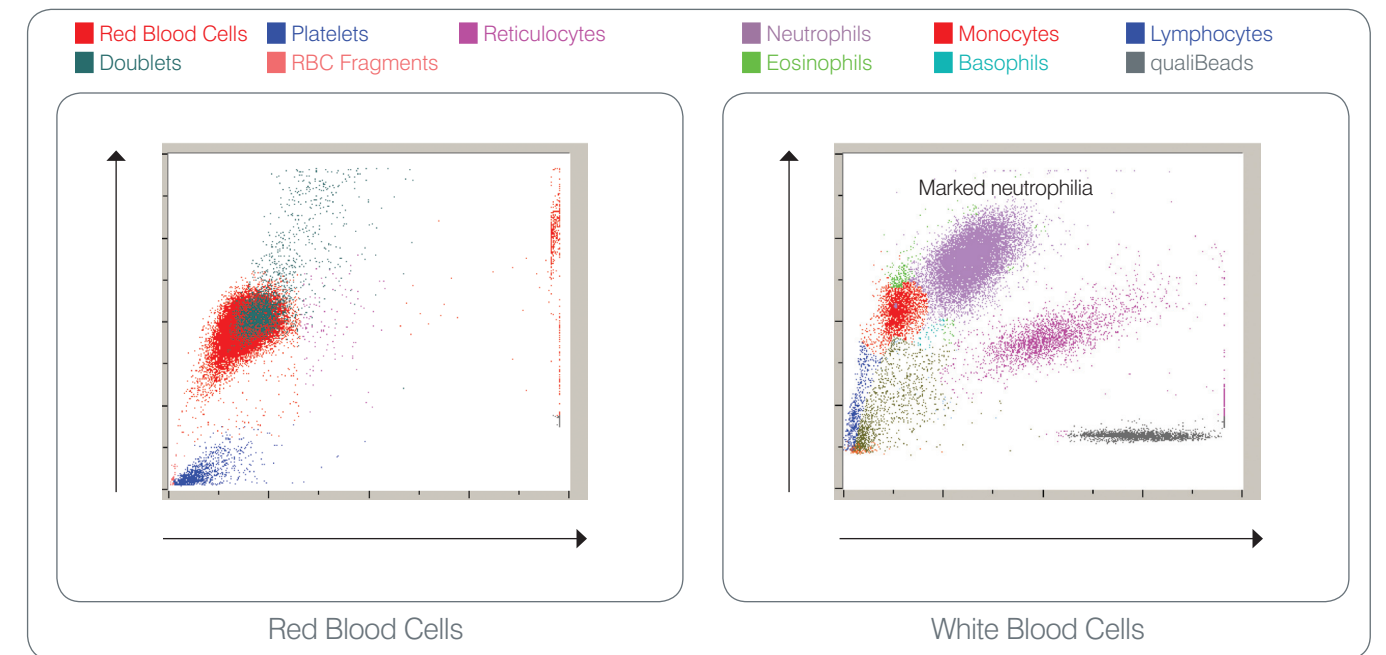 Red Blood Cells Platelets Reticulocytes
Doublets RBC Fragments
Neutrophils Monocytes Lymphocytes
Eosinophils Basophils qualiBeads
Marked neutrophilia
Red Blood Cells
White Blood Cells